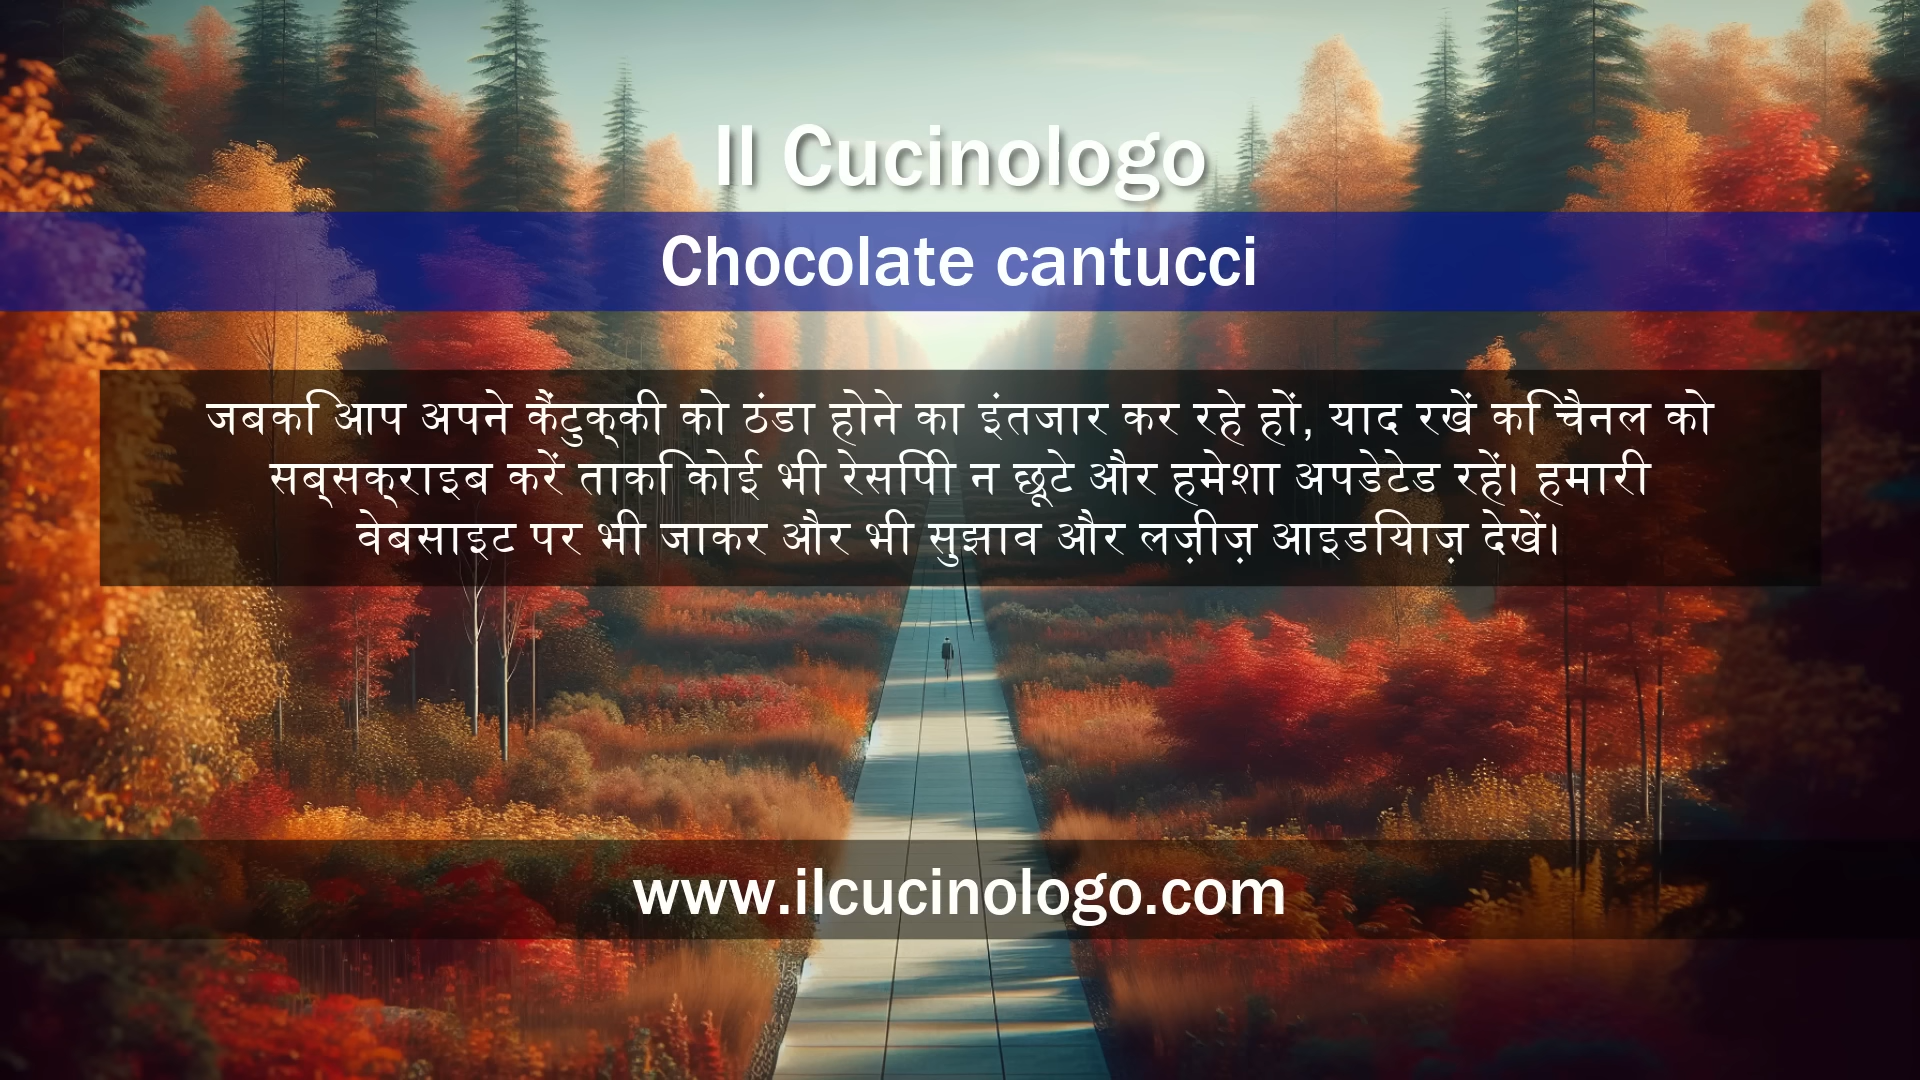 Il Cucinologo
Chocolate cantucci
जबकि आप अपने कैंटुक्की को ठंडा होने का इंतजार कर रहे हों, याद रखें कि चैनल को
सब्सक्राइब करें ताकि कोई भी रेसिपी न छूटे और हमेशा अपडेटेड रहें। हमारी
वेबसाइट पर भी जाकर और भी सुझाव और लज़ीज़ आइडियाज़ देखें।
www.ilcucinologo.com